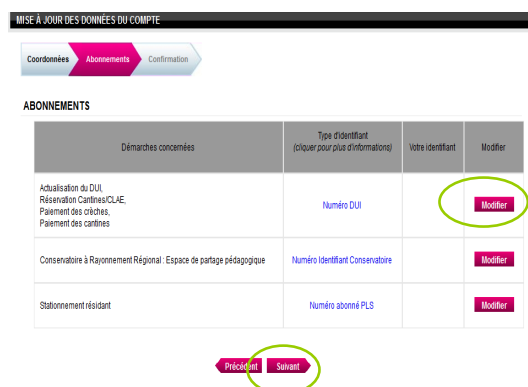 MISE À JOUR DES DONNÉES DU COMPTE
Coordonnées Abonnements Confirmation
ABONNEMENTS
Démarches concernées
Type d'identifiant
(cliquer pour plus d'informations)
Votre identifiant
Modifier
Actualisation du DUI,
Réservation Cantines/CLAE,
Paiement des crèches,
Paiement des cantines
Numéro DUI
Modifier
Conservatoire à Rayonnement Régional : Espace de partage pédagogique
Numéro Identifiant Conservatoire
Modifier
Stationnement résidant
Numéro abonné PLS
Modifier
Précédent Suivant